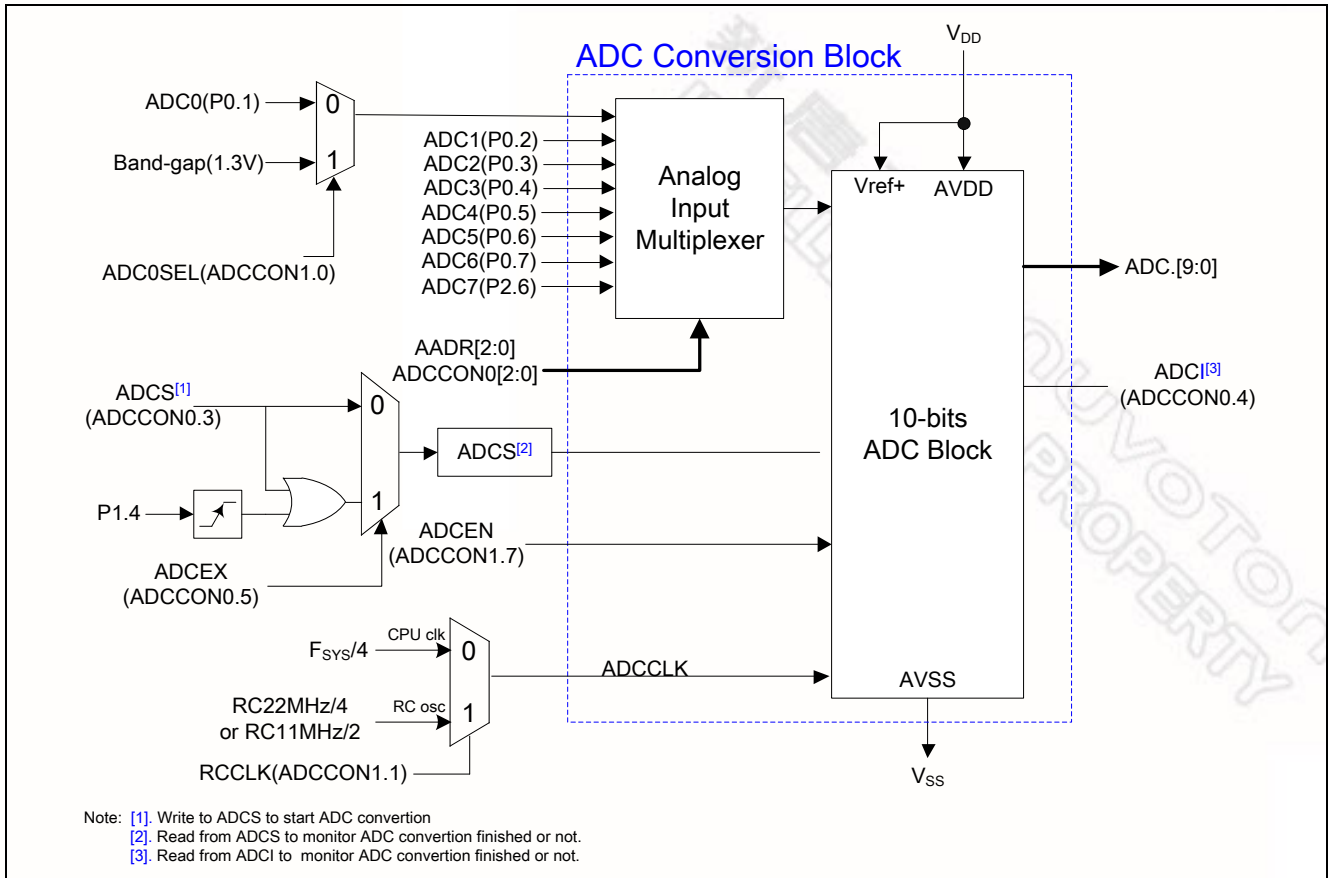 ADC Conversion Block
V_DD
ADC0(P0.1)
0
Band-gap(1.3V)
1
ADC0SEL(ADCCON1.0)
ADC1(P0.2)
ADC2(P0.3)
ADC3(P0.4)
ADC4(P0.5)
ADC5(P0.6)
ADC6(P0.7)
ADC7(P2.6)
Analog
Input
Multiplexer
AADR[2:0]
ADCCON0[2:0]
Vref+
AVDD
10-bits
ADC Block
AVSS
V_SS
ADC.[9:0]
ADCI[3]
(ADCCON0.4)
ADCS[1]
(ADCCON0.3)
0
1
ADCS[2]
P1.4
ADCEX
(ADCCON0.5)
ADCEN
(ADCCON1.7)
F_SYS/4
CPU clk
0
RC22MHz/4
or RC11MHz/2
RC osc
1
RCCLK(ADCCON1.1)
ADCCLK
Note: [1]. Write to ADCS to start ADC convertion
[2]. Read from ADCS to monitor ADC convertion finished or not.
[3]. Read from ADCI to monitor ADC convertion finished or not.
nuvoTon
PROPERTY